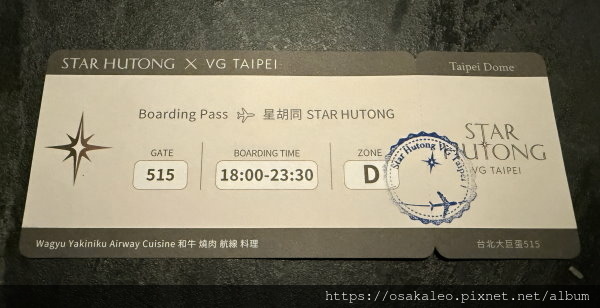 STAR HUTONG X VG TAIPEI
Taipei Dome
Boarding Pass 星胡同 STAR HUTONG
GATE
515
BOARDING TIME
18:00-23:30
ZONE
D
Star Hutong VG Taipei
STAR
HUTONG
VG TAIPEI
Wagyu Yakiniku Airway Cuisine 和牛 燒肉 航線 料理
台北大巨蛋515
https://osakaleo.pixnet.net/album